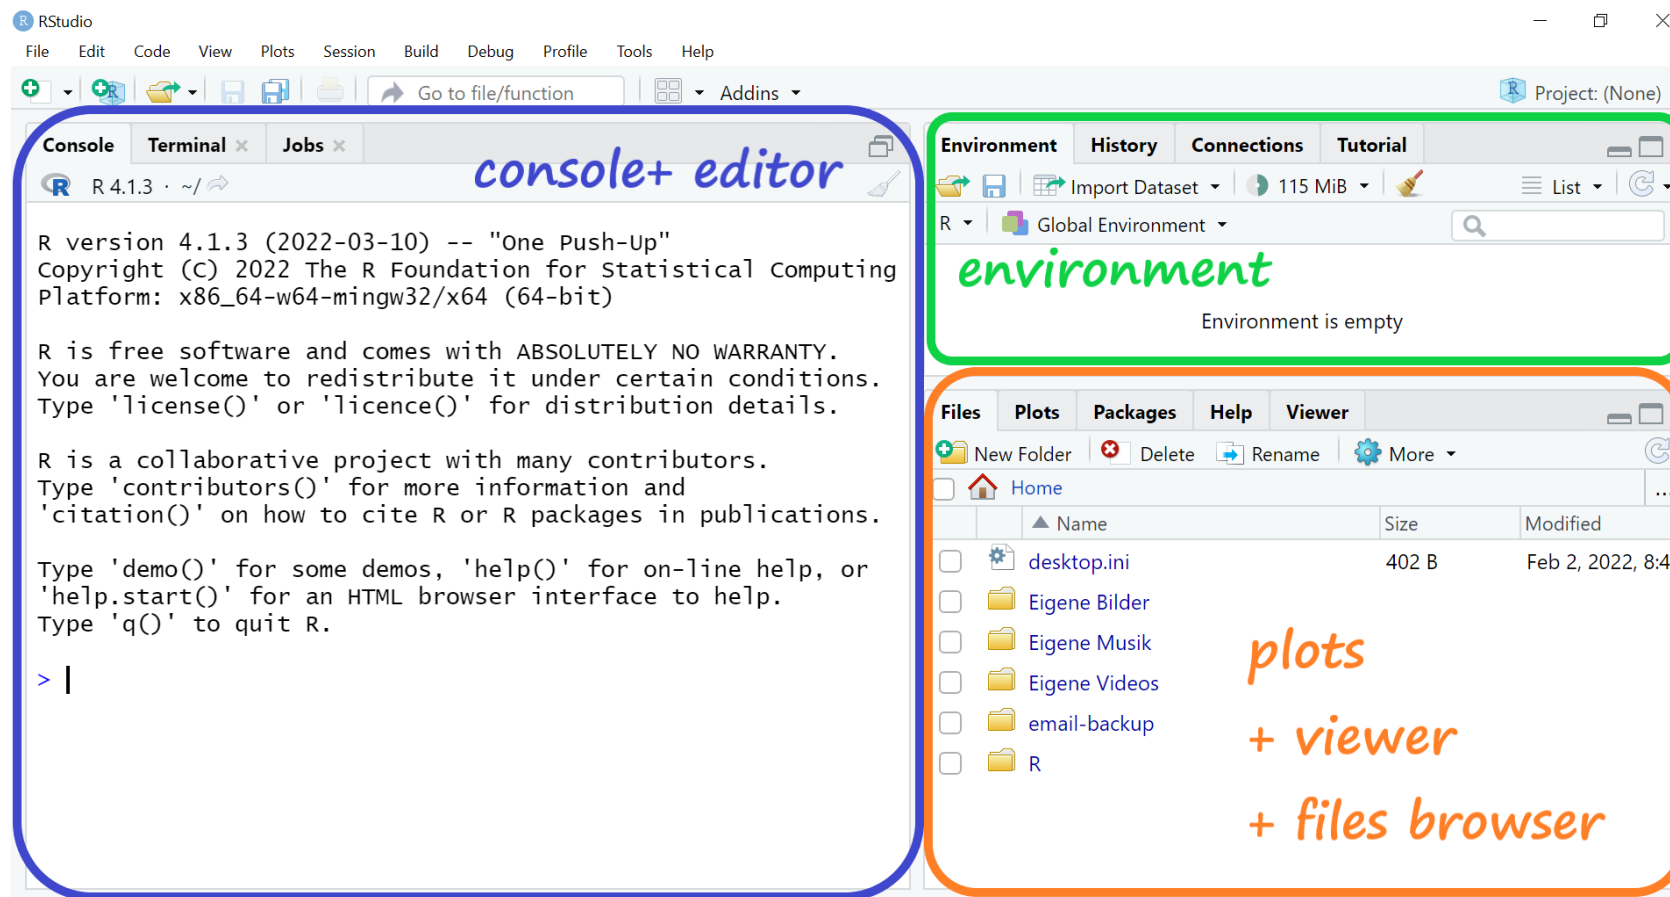 RStudio
File Edit Code View Plots Session Build Debug Profile Tools Help
Go to file/function Addins Project: (None)
Console Terminal Jobs
console+ editor
R 4.1.3 · ~/
R version 4.1.3 (2022-03-10) -- "One Push-Up"
Copyright (C) 2022 The R Foundation for Statistical Computing
Platform: x86_64-w64-mingw32/x64 (64-bit)
R is free software and comes with ABSOLUTELY NO WARRANTY.
You are welcome to redistribute it under certain conditions.
Type 'license()' or 'licence()' for distribution details.
R is a collaborative project with many contributors.
Type 'contributors()' for more information and
'citation()' on how to cite R or R packages in publications.
Type 'demo()' for some demos, 'help()' for on-line help, or
'help.start()' for an HTML browser interface to help.
Type 'q()' to quit R.
>
Environment History Connections Tutorial
Import Dataset 115 MiB List
R Global Environment
environment
Environment is empty
Files Plots Packages Help Viewer
New Folder Delete Rename More
Home ...
Name Size Modified
desktop.ini 402 B Feb 2, 2022, 8:4
Eigene Bilder
Eigene Musik
Eigene Videos
email-backup
R
plots
+ viewer
+ files browser